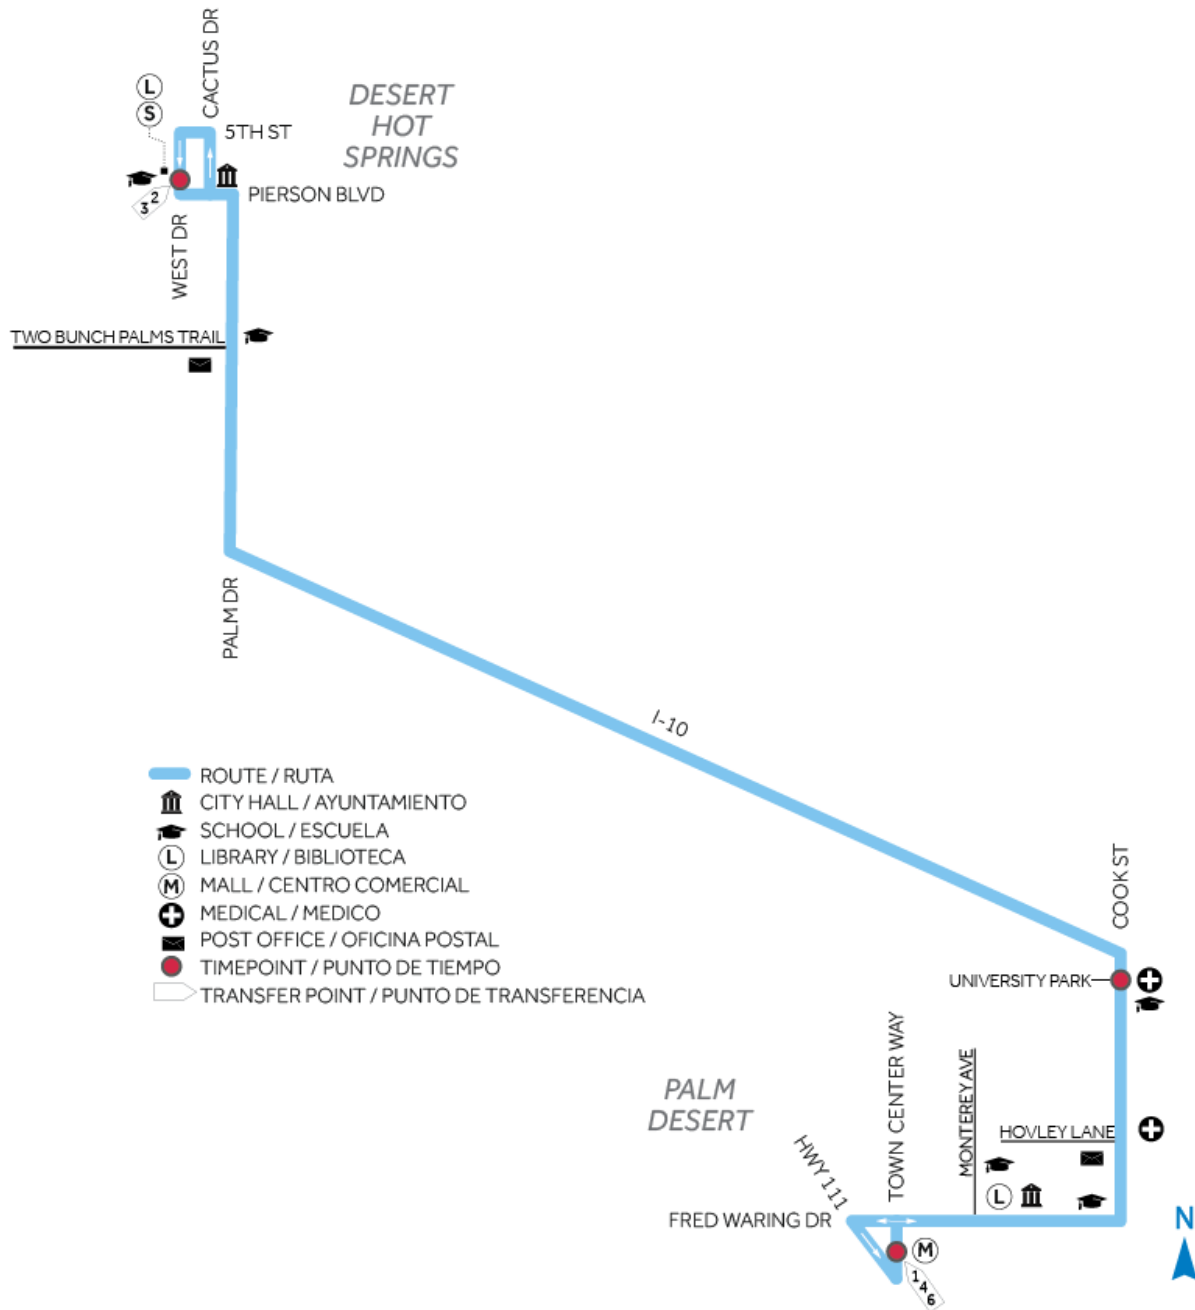 CACTUS DR
L
S
DESERT
HOT
SPRINGS
5TH ST
PIERSON BLVD
3 2
WEST DR
TWO BUNCH PALMS TRAIL
PALM DR
I-10
ROUTE / RUTA
CITY HALL / AYUNTAMIENTO
SCHOOL / ESCUELA
L LIBRARY / BIBLIOTECA
M MALL / CENTRO COMERCIAL
MEDICAL / MEDICO
POST OFFICE / OFICINA POSTAL
TIMEPOINT / PUNTO DE TIEMPO
TRANSFER POINT / PUNTO DE TRANSFERENCIA
COOK ST
UNIVERSITY PARK
TOWN CENTER WAY
MONTEREY AVE
PALM
DESERT
HOVLEY LANE
HWY 111
L
FRED WARING DR
N
M
1
4
6